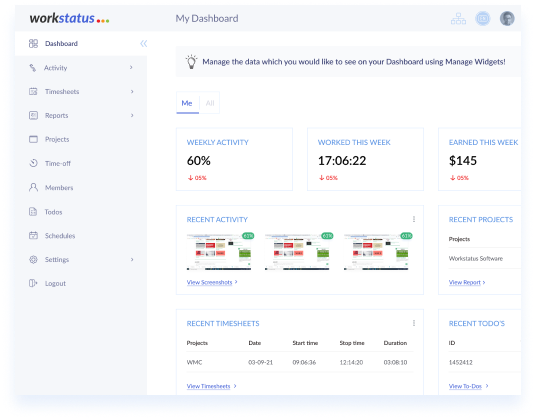 workstatus
My Dashboard
Dashboard
Activity
Timesheets
Reports
Projects
Time-off
Members
Todos
Schedules
Settings
Logout
Manage the data which you would like to see on your Dashboard using Manage Widgets!
Me All
WEEKLY ACTIVITY
60%
05%
WORKED THIS WEEK
17:06:22
05%
EARNED THIS WEEK
$145
05%
RECENT ACTIVITY
61% 61% 61%
View Screenshots >
RECENT PROJECTS
Projects
Workstatus Software
View Report >
RECENT TIMESHEETS
Projects Date Start time Stop time Duration
WMC 03-09-21 09:06:36 12:14:20 03:08:10
View Timesheets >
RECENT TODO'S
ID
1452412
View To-Dos >